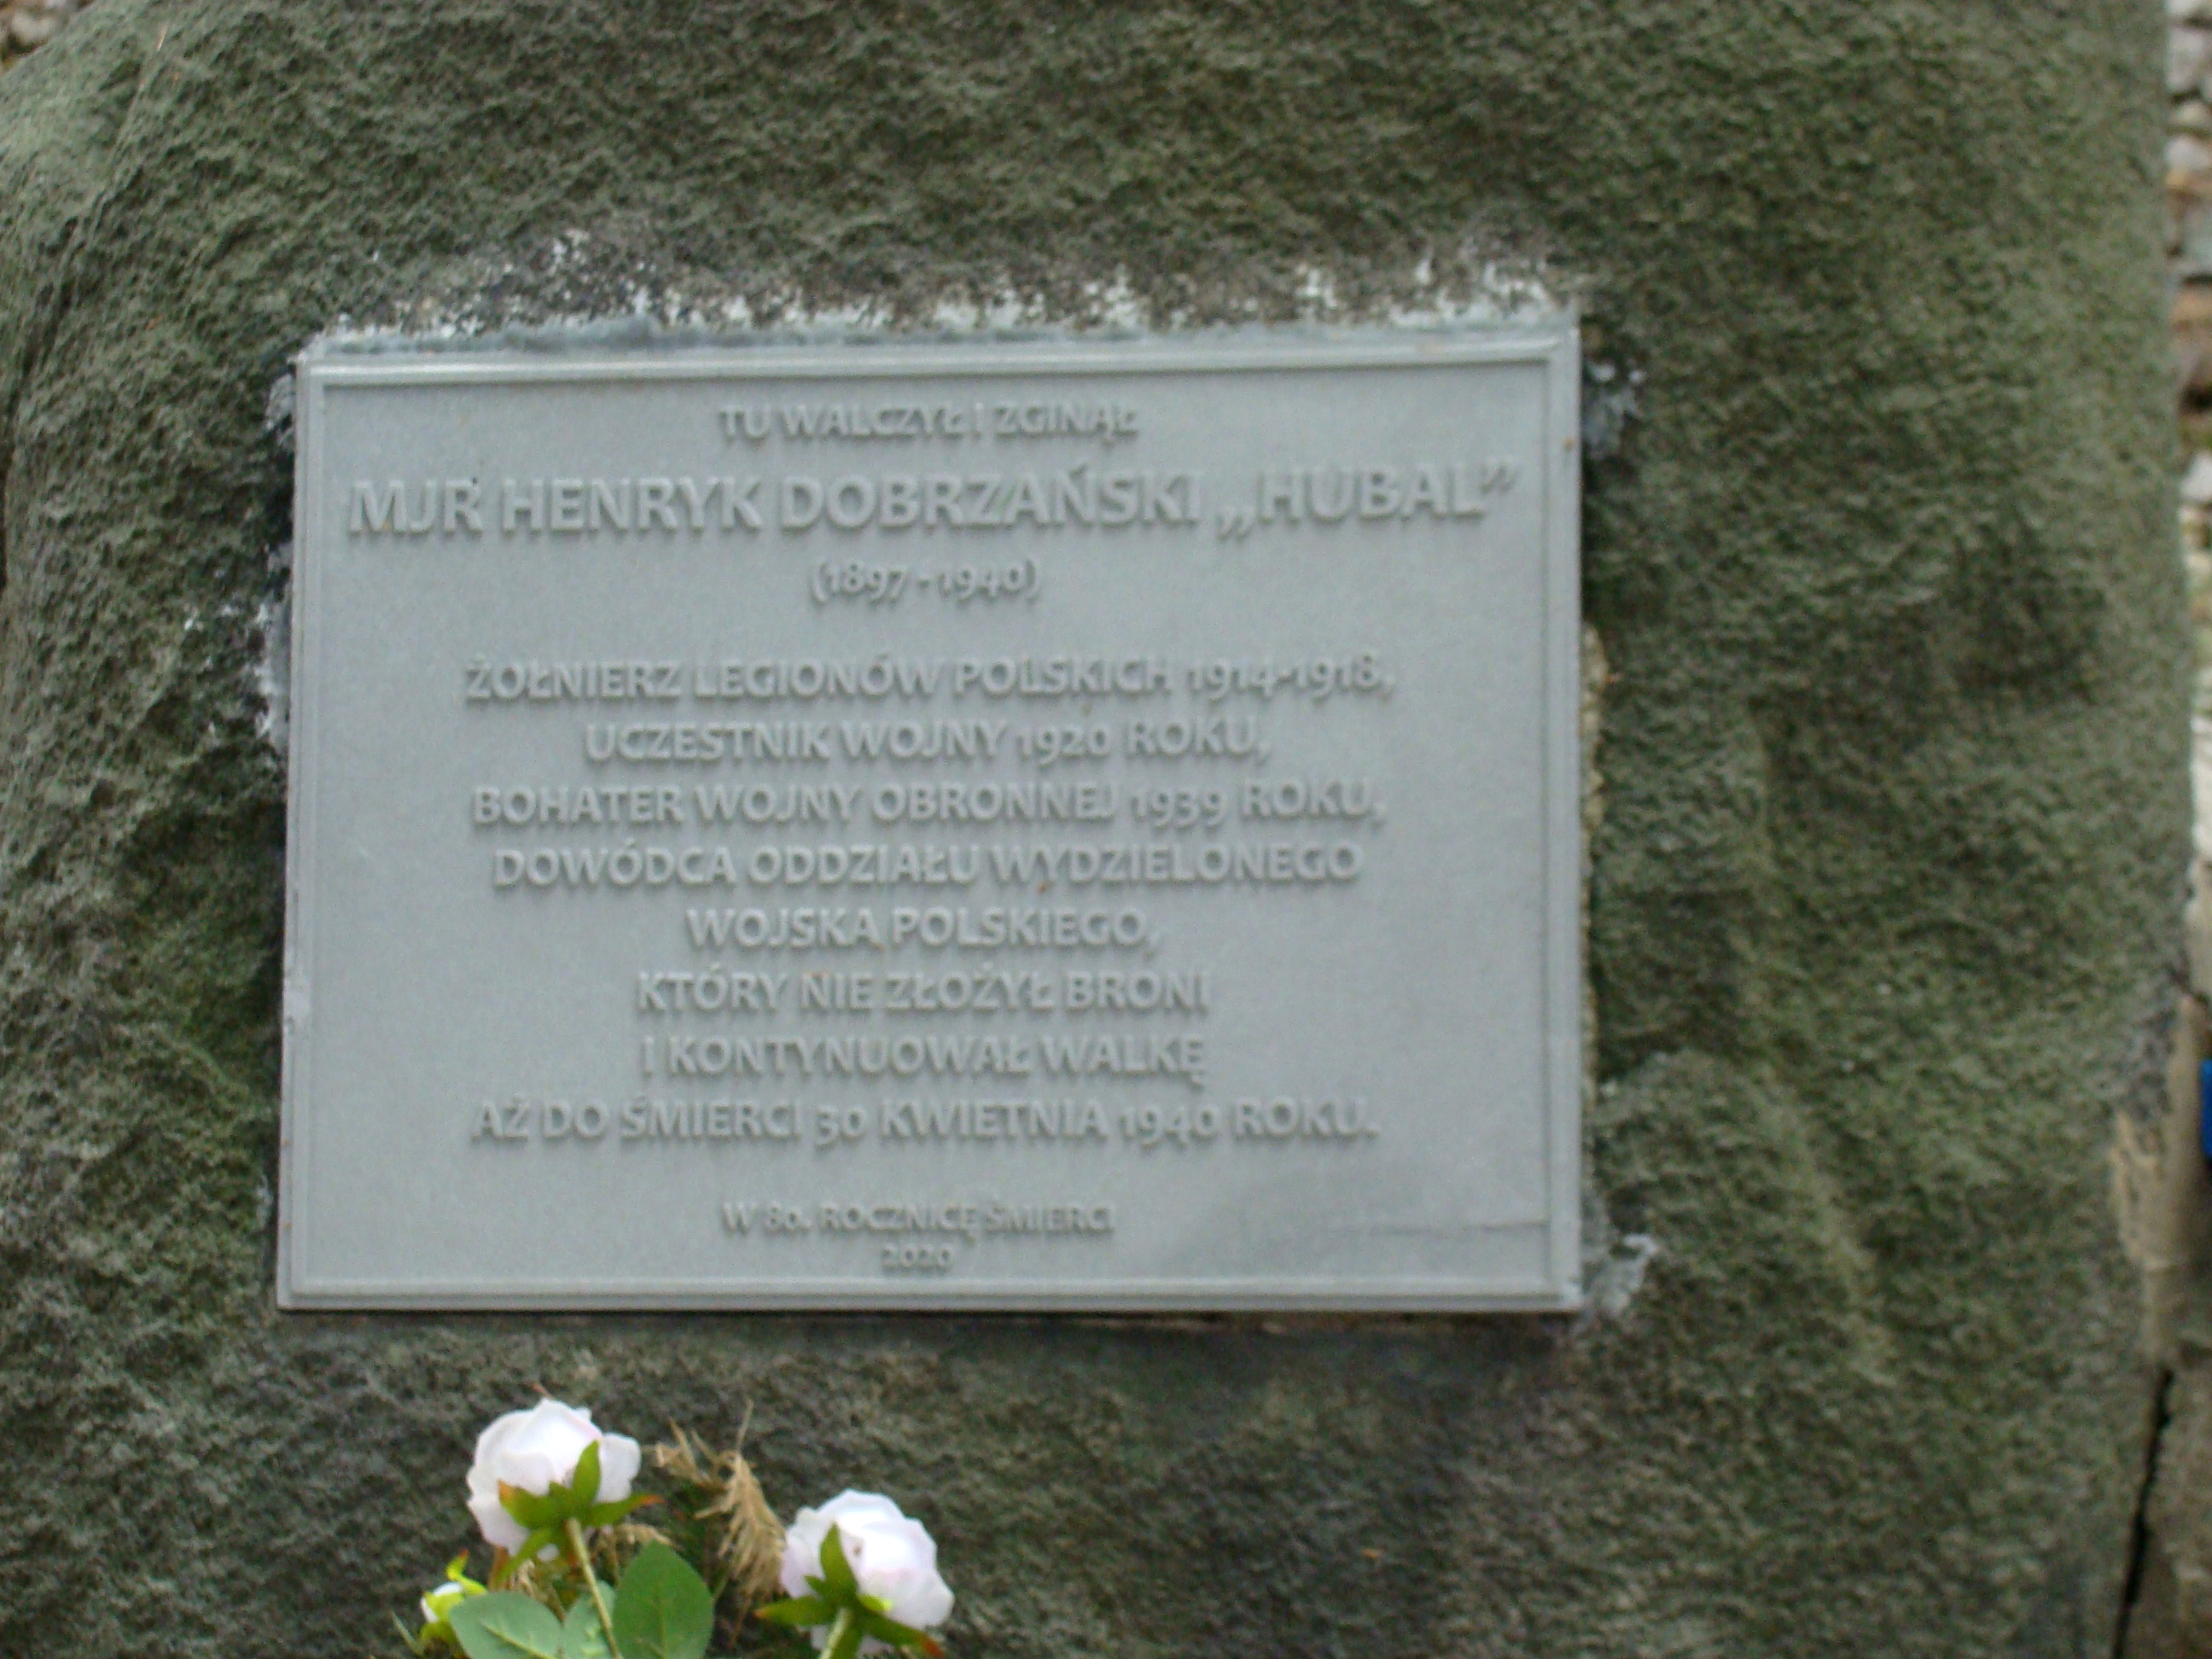 TU WALCZYŁ I ZGINĄŁ
MJR HENRYK DOBRZAŃSKI „HUBAL”
(1897 - 1940)
ŻOŁNIERZ LEGIONÓW POLSKICH 1914-1918,
UCZESTNIK WOJNY 1920 ROKU,
BOHATER WOJNY OBRONNEJ 1939 ROKU,
DOWÓDCA ODDZIAŁU WYDZIELONEGO
WOJSKA POLSKIEGO,
KTÓRY NIE ZŁOŻYŁ BRONI
I KONTYNUOWAŁ WALKĘ
AŻ DO ŚMIERCI 30 KWIETNIA 1940 ROKU.
W 80. ROCZNICĘ ŚMIERCI
2020